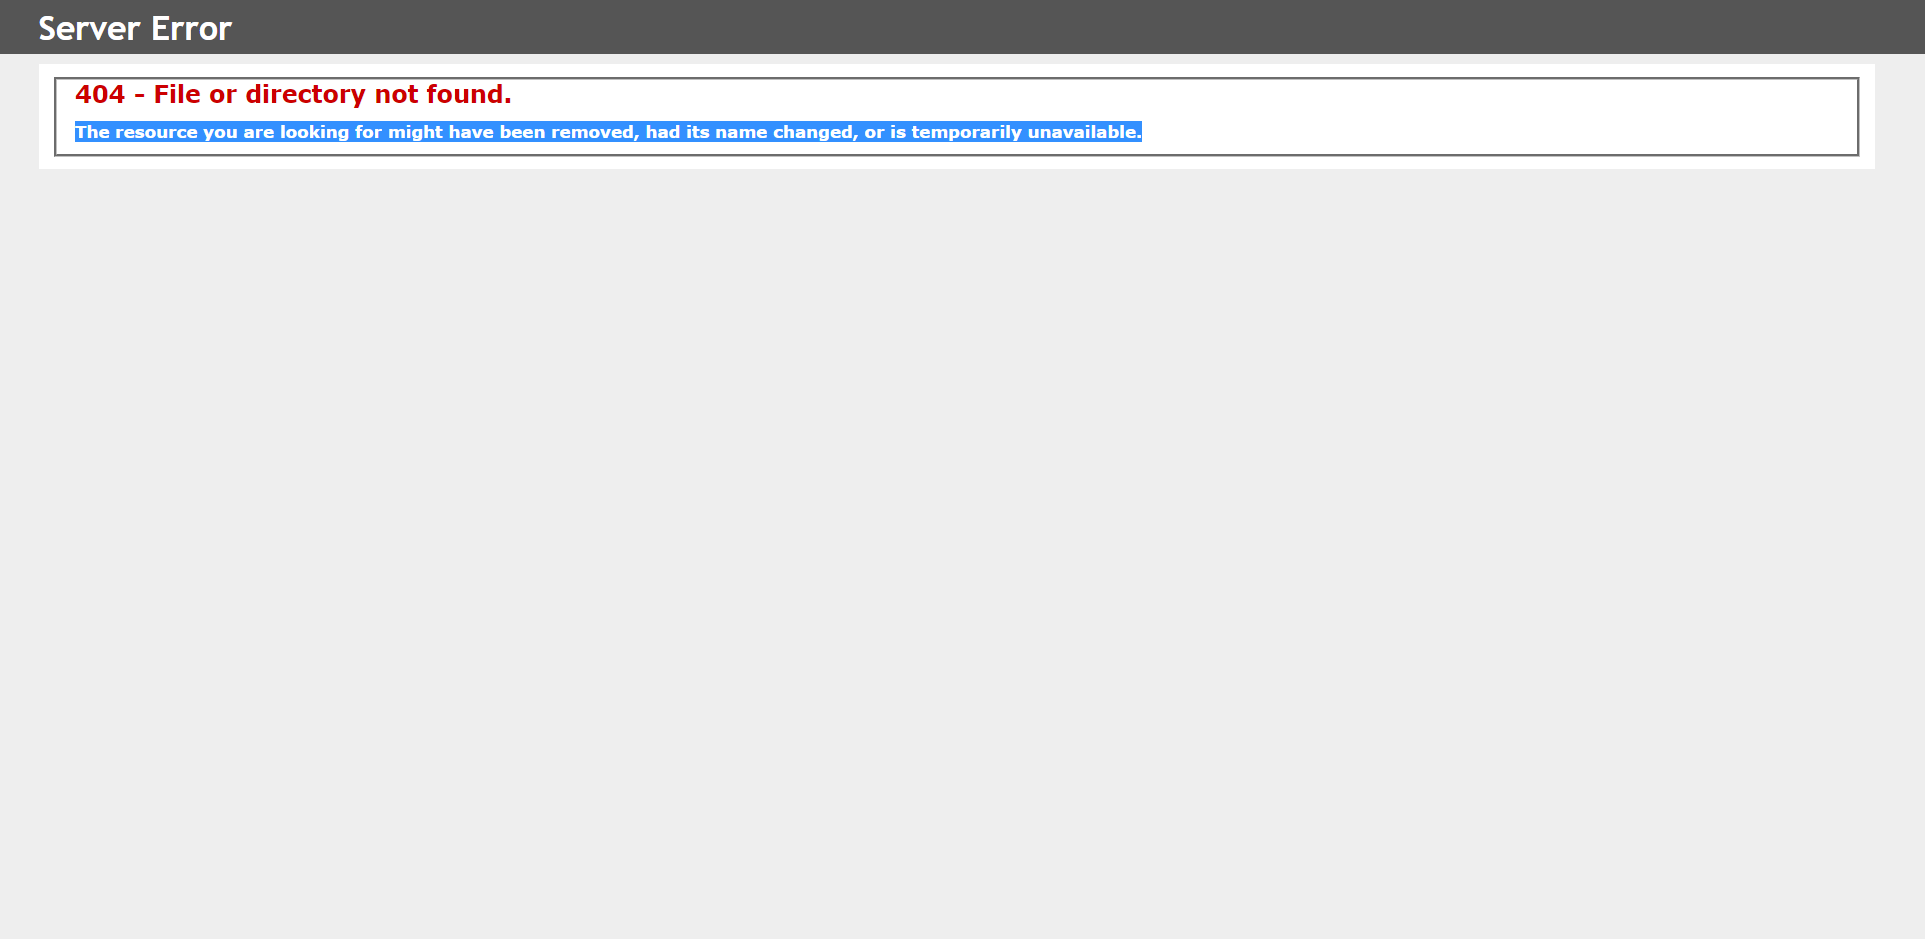 Server Error
404 - File or directory not found.
The resource you are looking for might have been removed, had its name changed, or is temporarily unavailable.